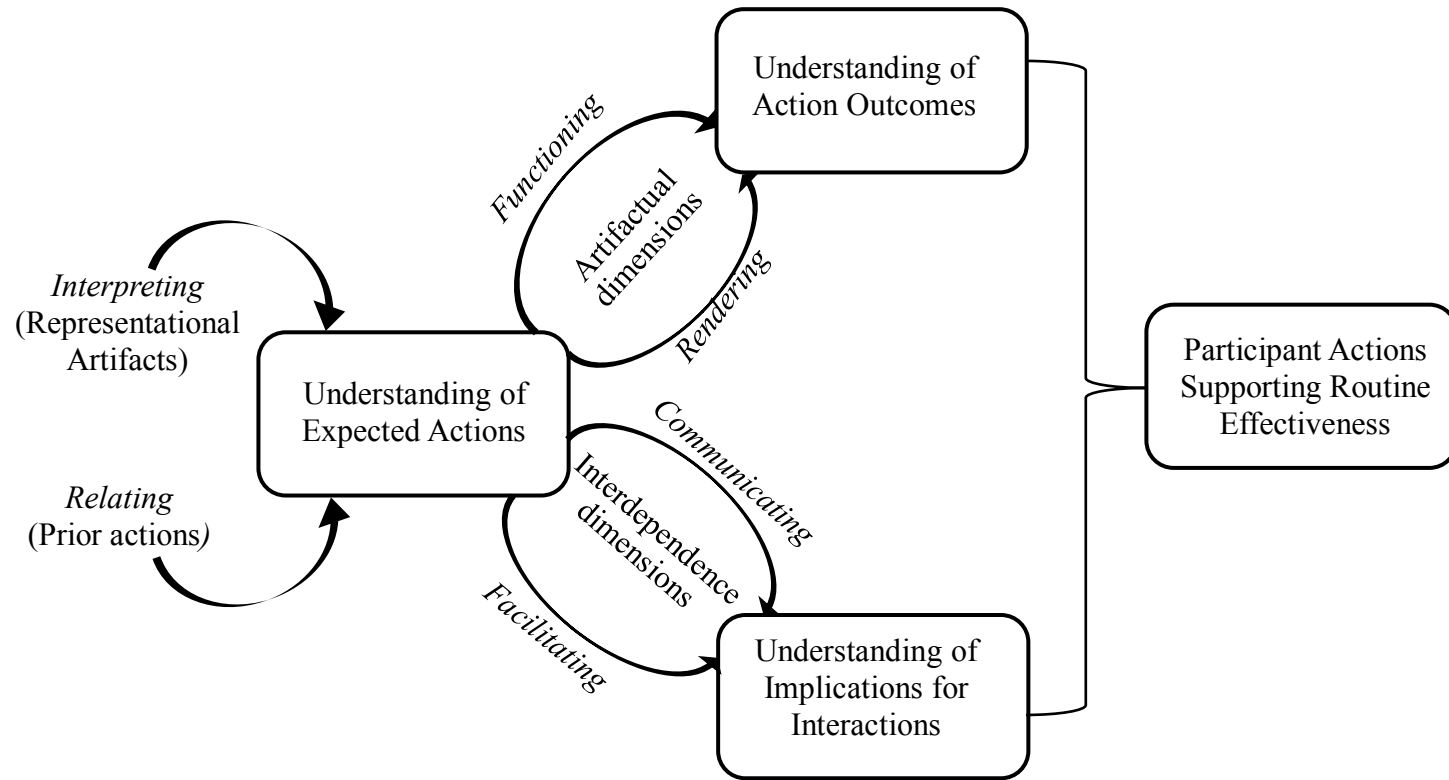 Understanding of
Action Outcomes
Functioning
Artifactual
dimensions
Rendering
Interpreting
(Representational
Artifacts)
Understanding of
Expected Actions
Relating
(Prior actions)
Communicating
Interdependence
dimensions
Facilitating
Understanding of
Implications for
Interactions
Participant Actions
Supporting Routine
Effectiveness